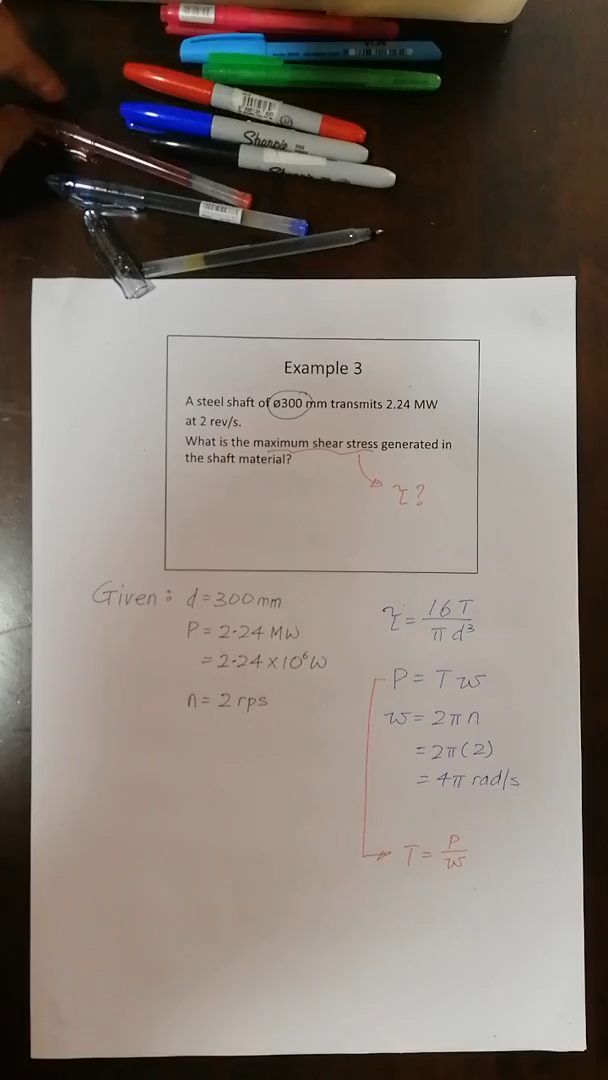 Sharpie
Example 3
A steel shaft of ø300 mm transmits 2.24 MW
at 2 rev/s.
What is the maximum shear stress generated in
the shaft material?
τ?
Given: d = 300 mm
P = 2.24 MW
= 2.24 × 10⁶ W
n = 2 rps
τ = 16 T / π d³
P = T w
w = 2 π n
= 2π (2)
= 4π rad/s
T = P / w